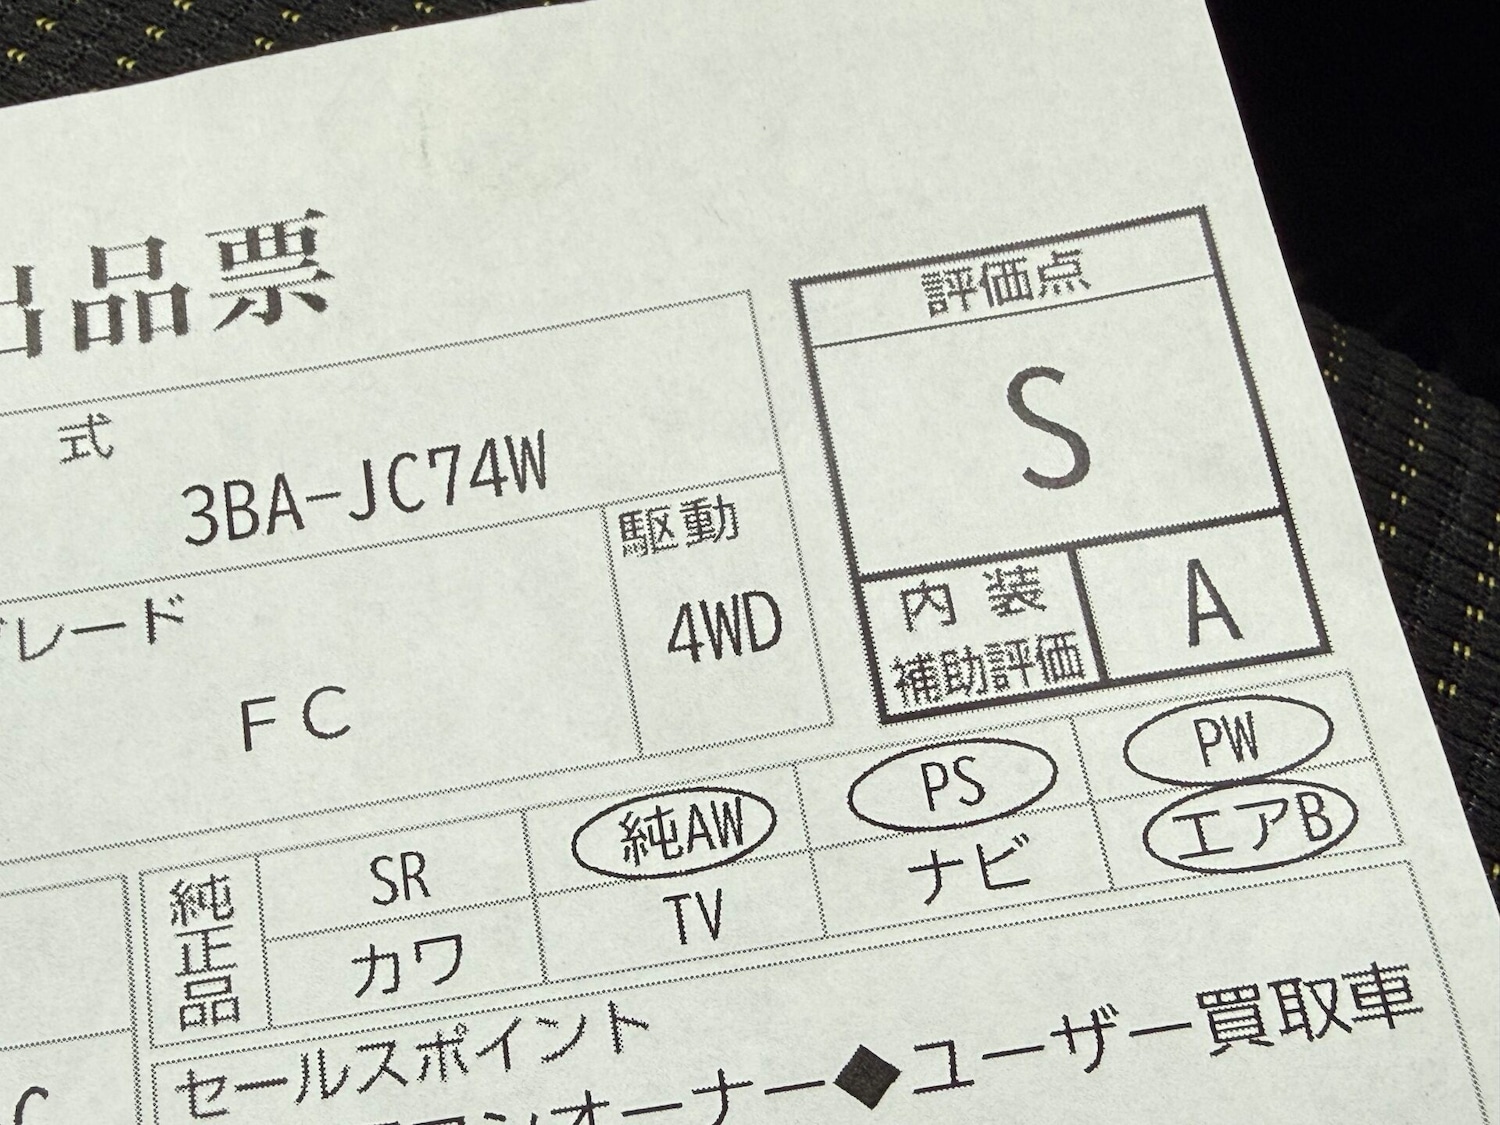 出品票
評価点
S
式
3BA-JC74W
駆動
4WD
内装
補助評価
A
グレード
FC
純正品
SR
純AW
PS
PW
カワ
TV
ナビ
エアB
セールスポイント
ンオーナー◆ユーザー買取車
C